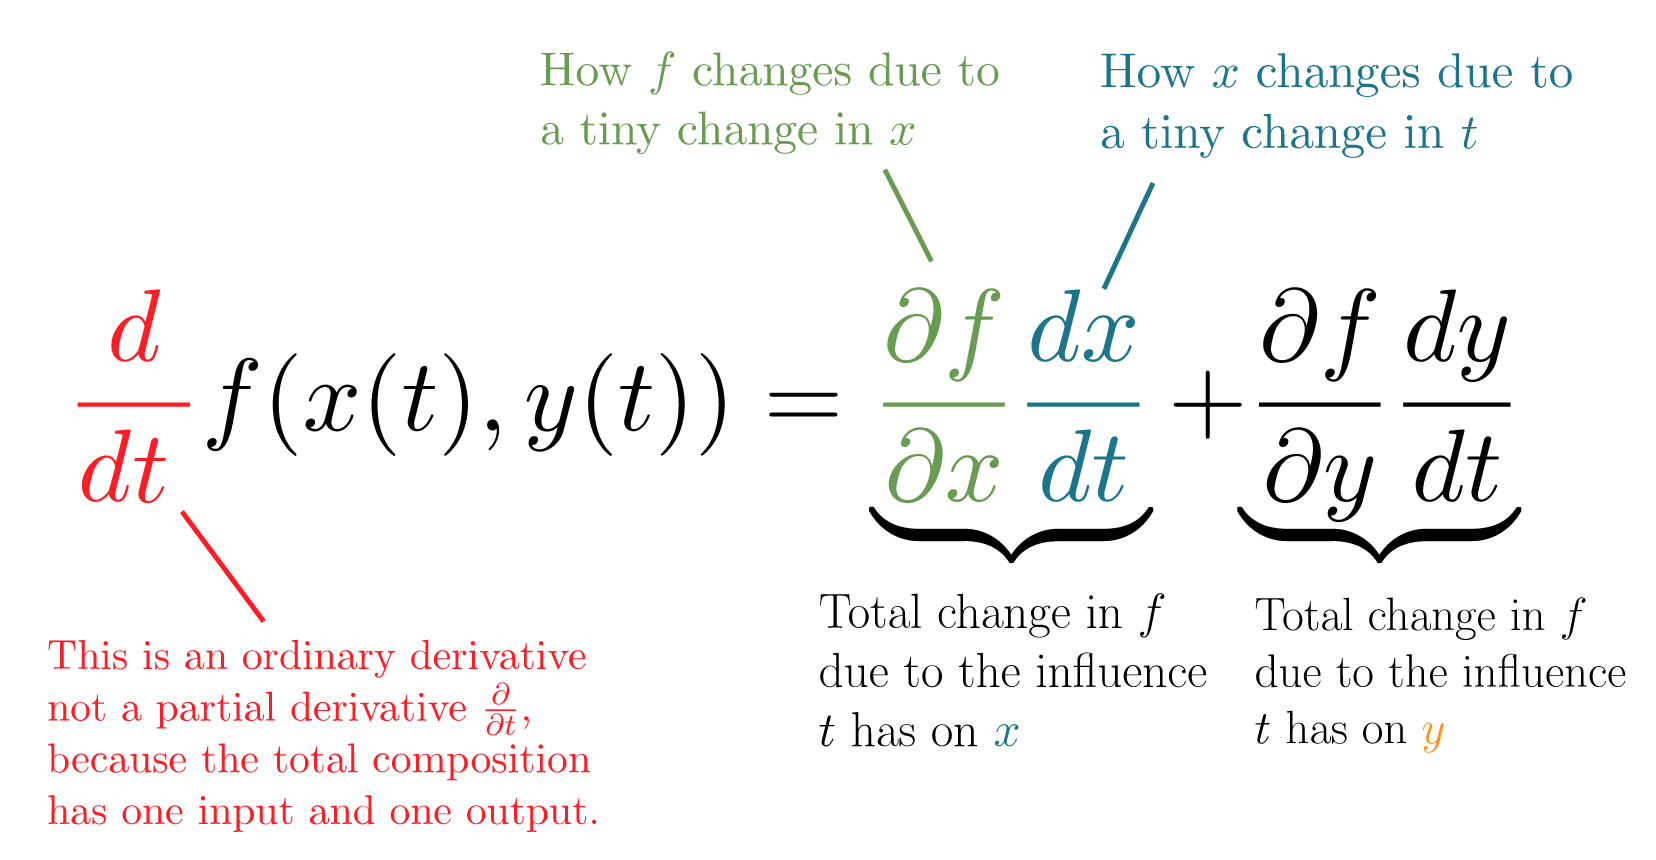 How f changes due to
a tiny change in x
How x changes due to
a tiny change in t
d/dt f(x(t), y(t)) = ∂f/∂x dx/dt + ∂f/∂y dy/dt
This is an ordinary derivative
not a partial derivative ∂/∂t,
because the total composition
has one input and one output.
Total change in f
due to the influence
t has on x
Total change in f
due to the influence
t has on y